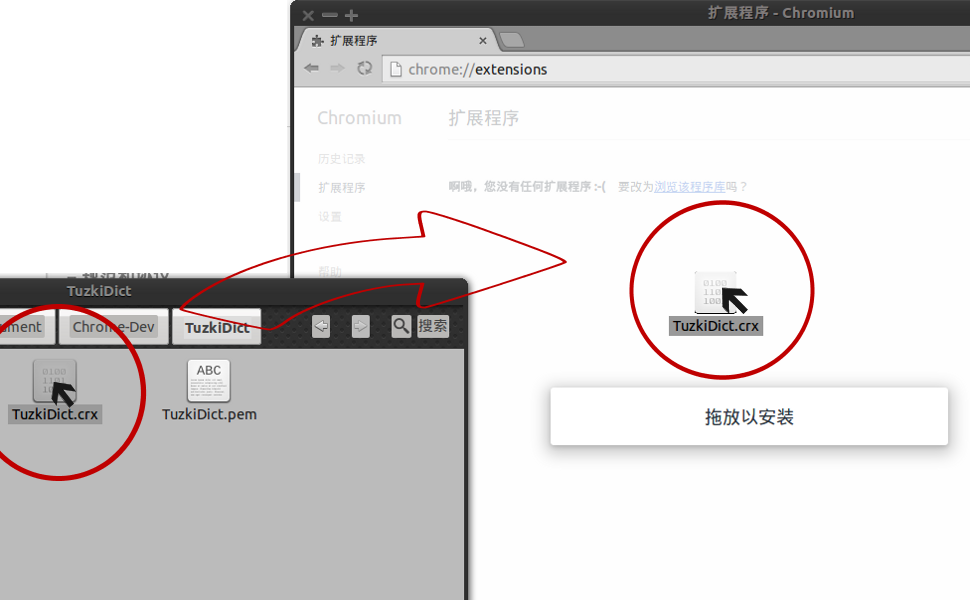 扩展程序 - Chromium
扩展程序
chrome://extensions
Chromium
扩展程序
历史记录
扩展程序
设置
帮助
啊哦，您没有任何扩展程序 :-( 要改为浏览该程序库吗？
0100
TuzkiDict.crx
拖放以安装
TuzkiDict
ument
Chrome-Dev
TuzkiDict
搜索
0100
TuzkiDict.crx
ABC
TuzkiDict.pem